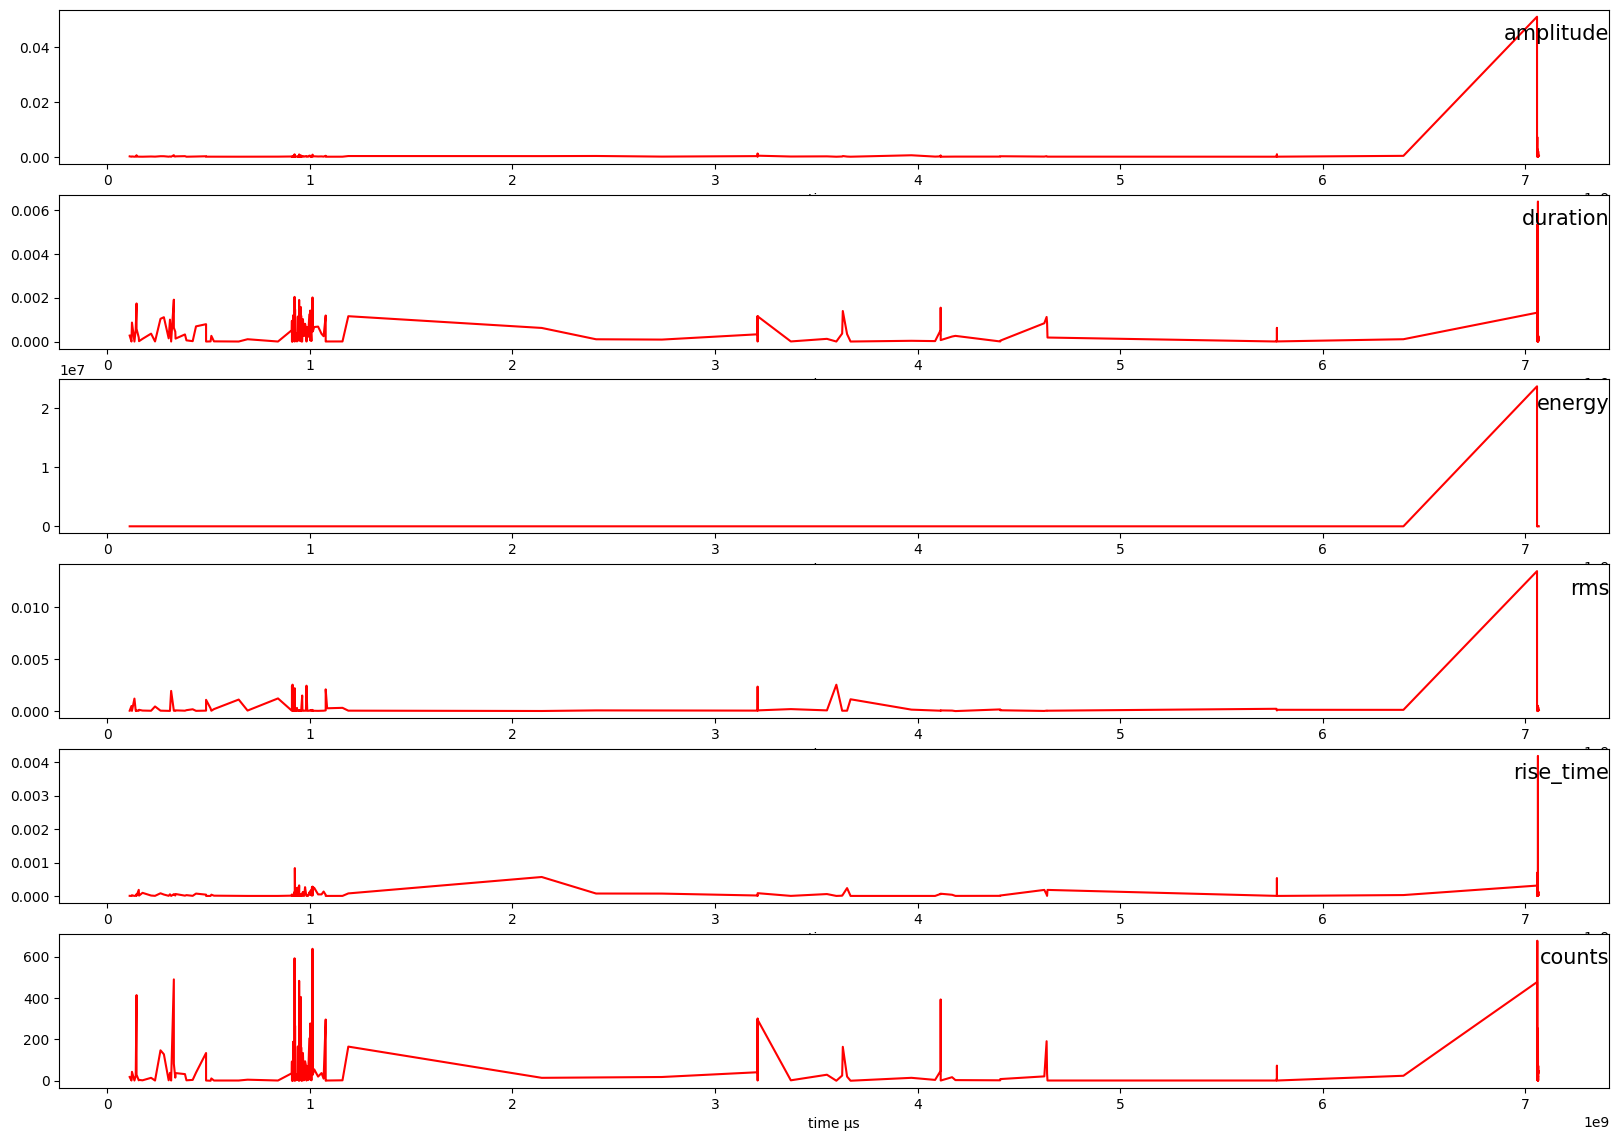 amplitude
0.04
0.02
0.00
0 1 2 3 4 5 6 7
duration
0.006
0.004
0.002
0.000
0 1 2 3 4 5 6 7
1e7
energy
2
1
0
0 1 2 3 4 5 6 7
rms
0.010
0.005
0.000
0 1 2 3 4 5 6 7
rise_time
0.004
0.003
0.002
0.001
0.000
0 1 2 3 4 5 6 7
counts
600
400
200
0
0 1 2 3 4 5 6 7
time µs
1e9